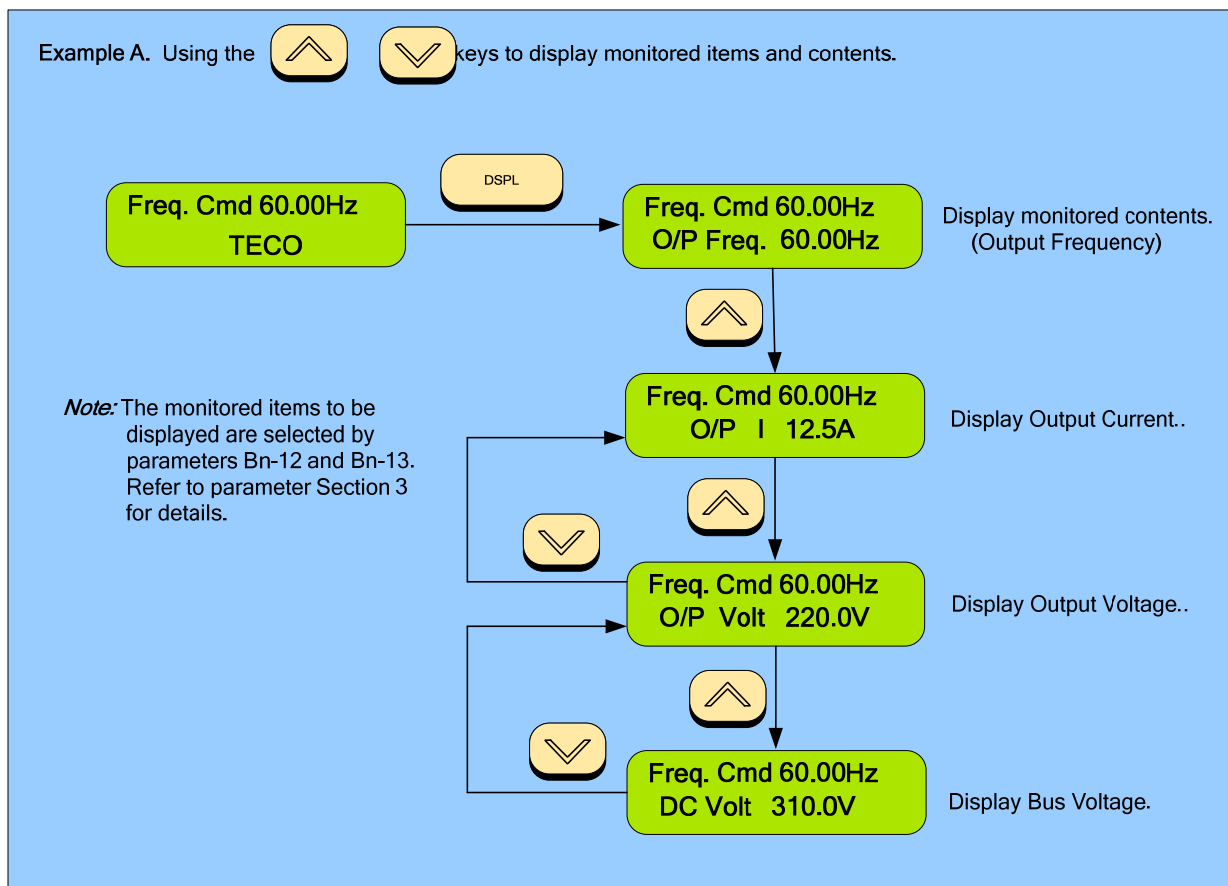 Example A. Using the keys to display monitored items and contents.
DSPL
Freq. Cmd 60.00Hz
TECO
Freq. Cmd 60.00Hz
O/P Freq. 60.00Hz
Display monitored contents.
(Output Frequency)
Note: The monitored items to be
displayed are selected by
parameters Bn-12 and Bn-13.
Refer to parameter Section 3
for details.
Freq. Cmd 60.00Hz
O/P I 12.5A
Display Output Current..
Freq. Cmd 60.00Hz
O/P Volt 220.0V
Display Output Voltage..
Freq. Cmd 60.00Hz
DC Volt 310.0V
Display Bus Voltage.